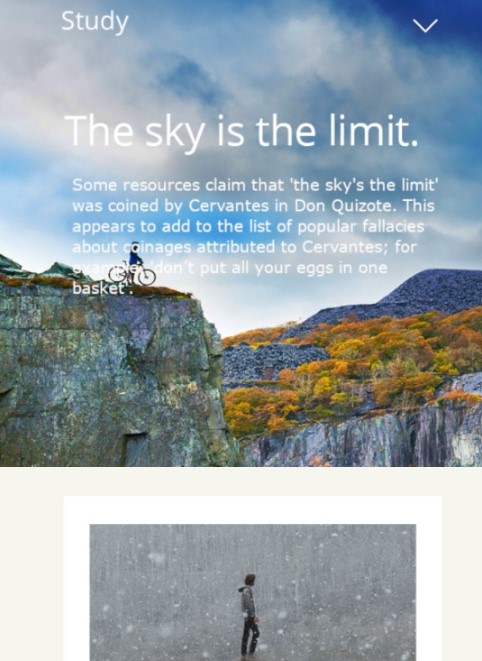 Study
The sky is the limit.
Some resources claim that 'the sky's the limit'
was coined by Cervantes in Don Quizote. This
appears to add to the list of popular fallacies
about coinages attributed to Cervantes; for
example 'don't put all your eggs in one
basket'.